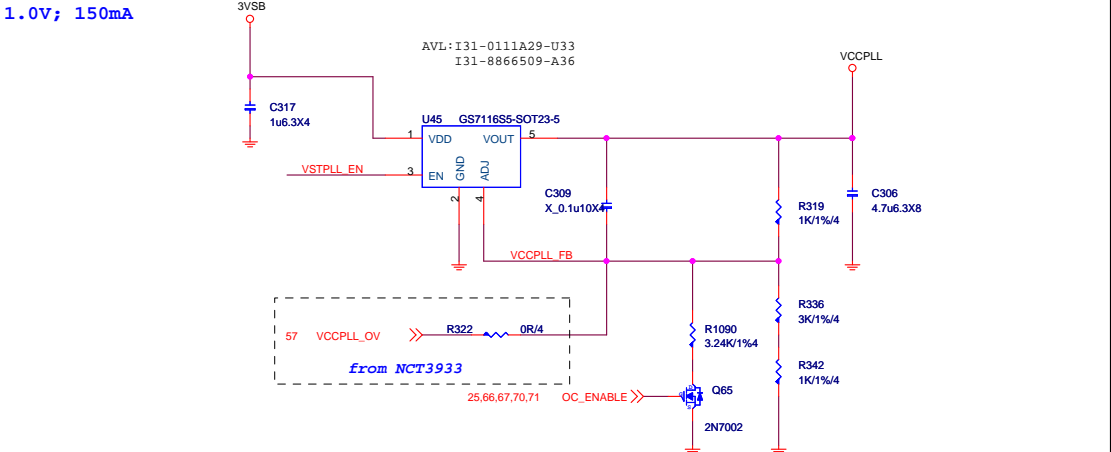 1.0V; 150mA
3VSB
AVL:I31-0111A29-U33
I31-8866509-A36
VCCPLL
C317
1u6.3X4
U45 GS7116S5-SOT23-5
1 VDD VOUT 5
VSTPLL_EN 3 EN
GND ADJ
2 4
C309
X_0.1u10X4
R319
1K/1%/4
C306
4.7u6.3X8
VCCPLL_FB
57 VCCPLL_OV R322 0R/4
from NCT3933
R1090
3.24K/1%4
R336
3K/1%/4
R342
1K/1%/4
25,66,67,70,71 OC_ENABLE
Q65
2N7002